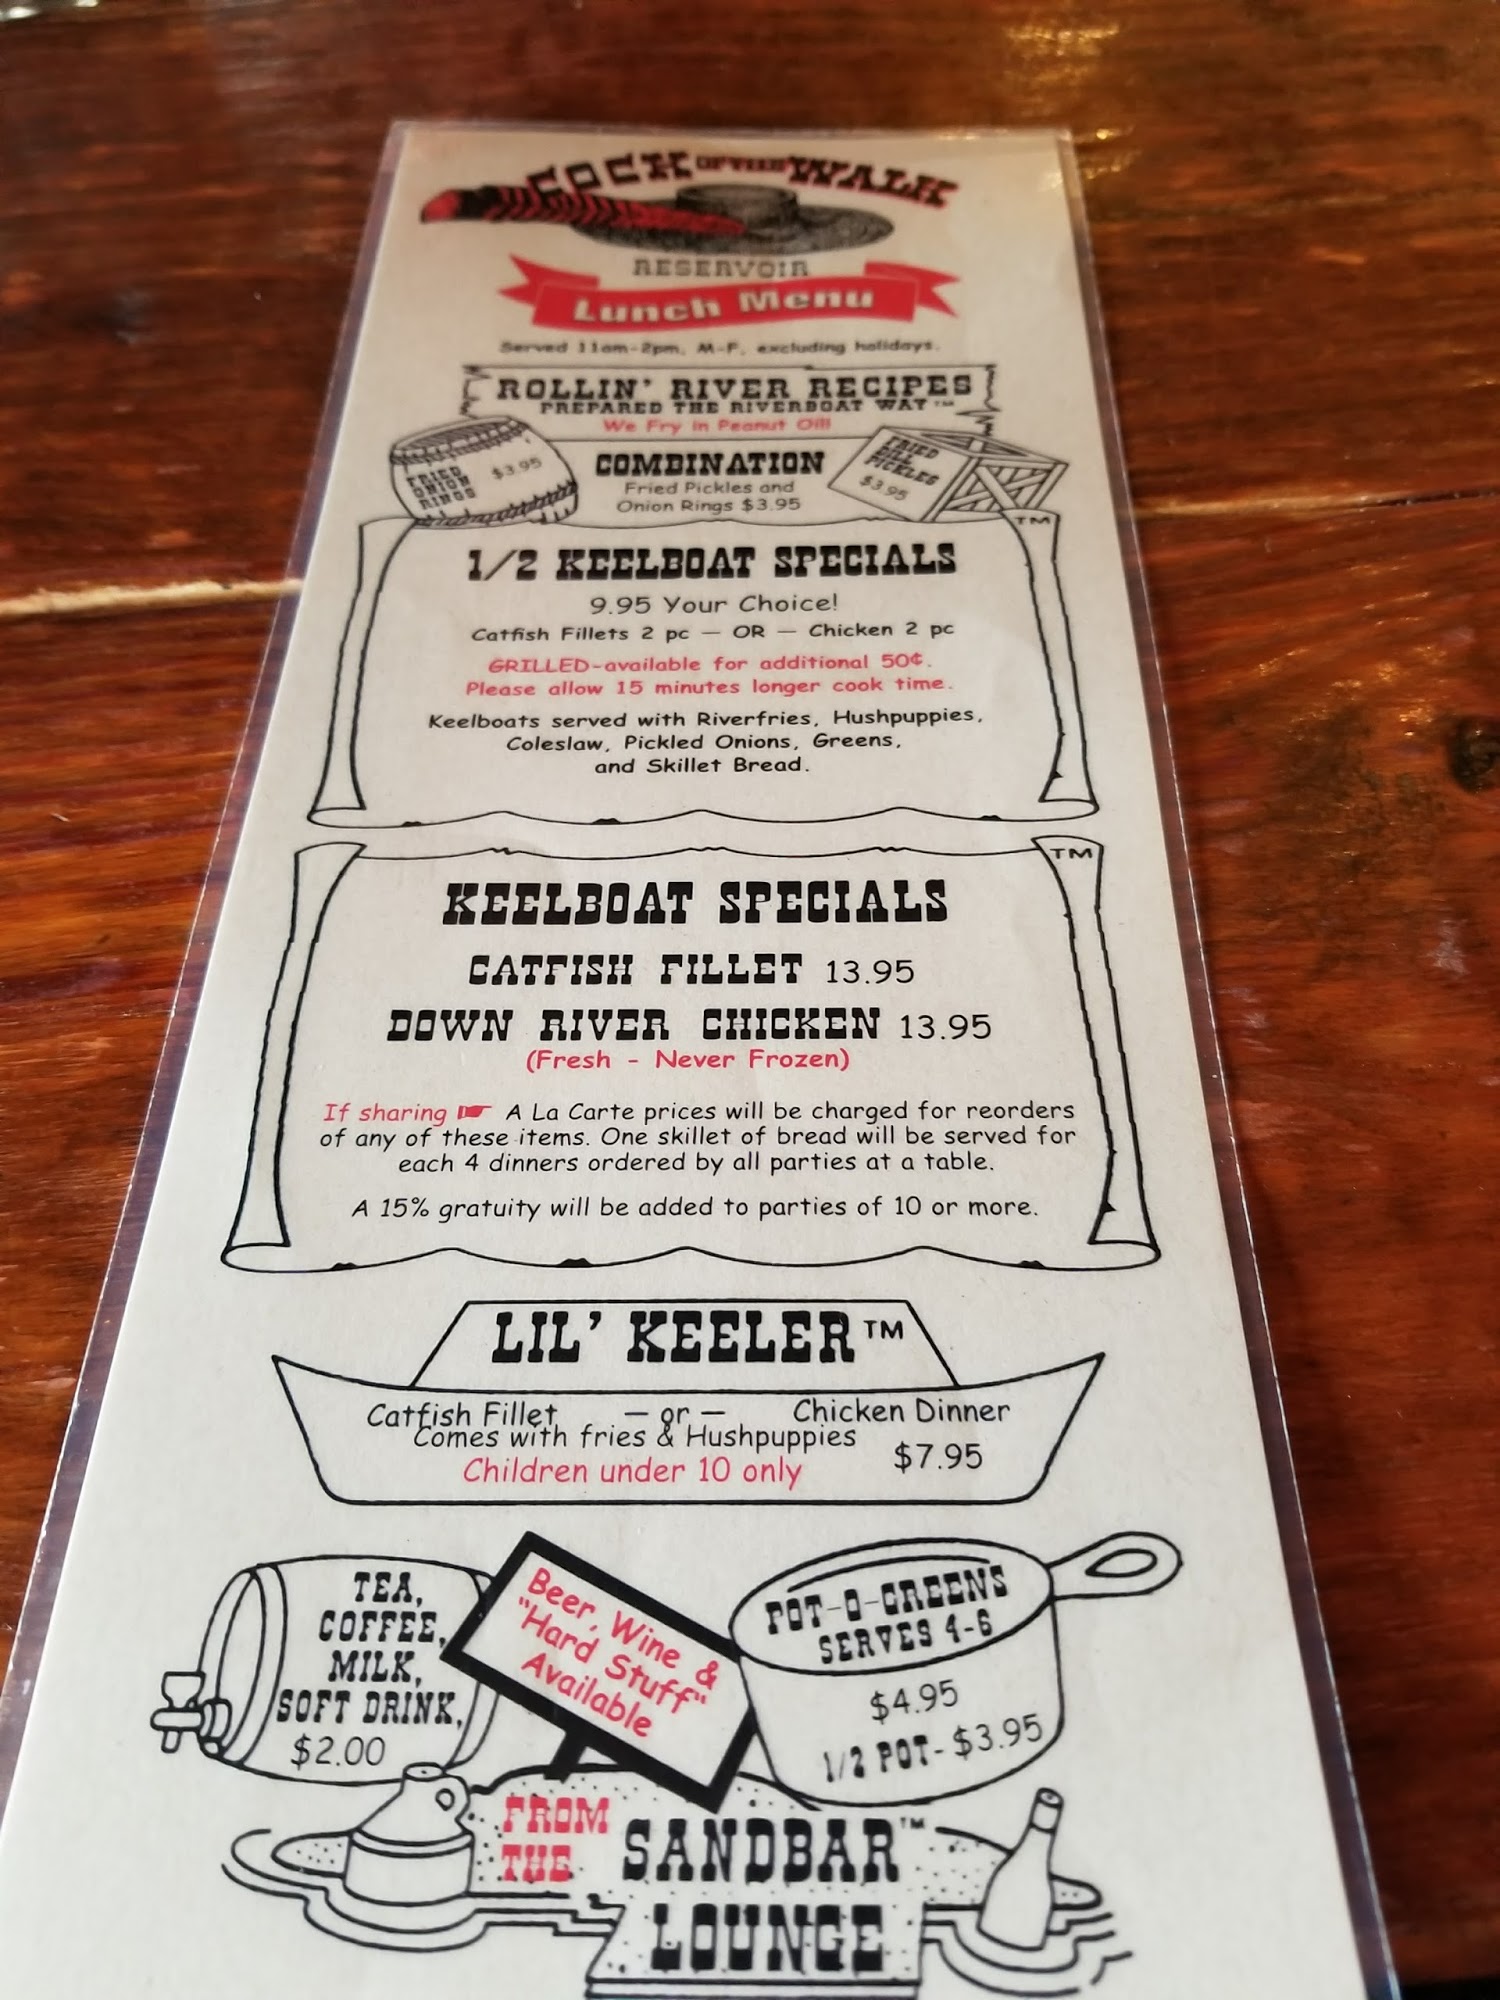 COCK OF THE WALK
RESERVOIR
Lunch Menu
Served 11am-2pm, M-F, excluding holidays.
ROLLIN' RIVER RECIPES
PREPARED THE RIVERBOAT WAY™
We Fry in Peanut Oil!
FRIED
ONION
RINGS
$3.95
COMBINATION
Fried Pickles and
Onion Rings $3.95
FRIED
DILL
PICKLES
$3.95
TM
1/2 KEELBOAT SPECIALS
9.95 Your Choice!
Catfish Fillets 2 pc — OR — Chicken 2 pc
GRILLED-available for additional 50¢.
Please allow 15 minutes longer cook time.
Keelboats served with Riverfries, Hushpuppies,
Coleslaw, Pickled Onions, Greens,
and Skillet Bread.
TM
KEELBOAT SPECIALS
CATFISH FILLET 13.95
DOWN RIVER CHICKEN 13.95
(Fresh - Never Frozen)
If sharing ☛ A La Carte prices will be charged for reorders
of any of these items. One skillet of bread will be served for
each 4 dinners ordered by all parties at a table.
A 15% gratuity will be added to parties of 10 or more.
LIL' KEELER™
Catfish Fillet — or — Chicken Dinner
Comes with fries & Hushpuppies $7.95
Children under 10 only
TEA,
COFFEE,
MILK,
SOFT DRINK,
$2.00
Beer, Wine &
"Hard Stuff"
Available
POT-O-GREENS
SERVES 4-6
$4.95
1/2 POT- $3.95
FROM
THE
SANDBAR™
LOUNGE